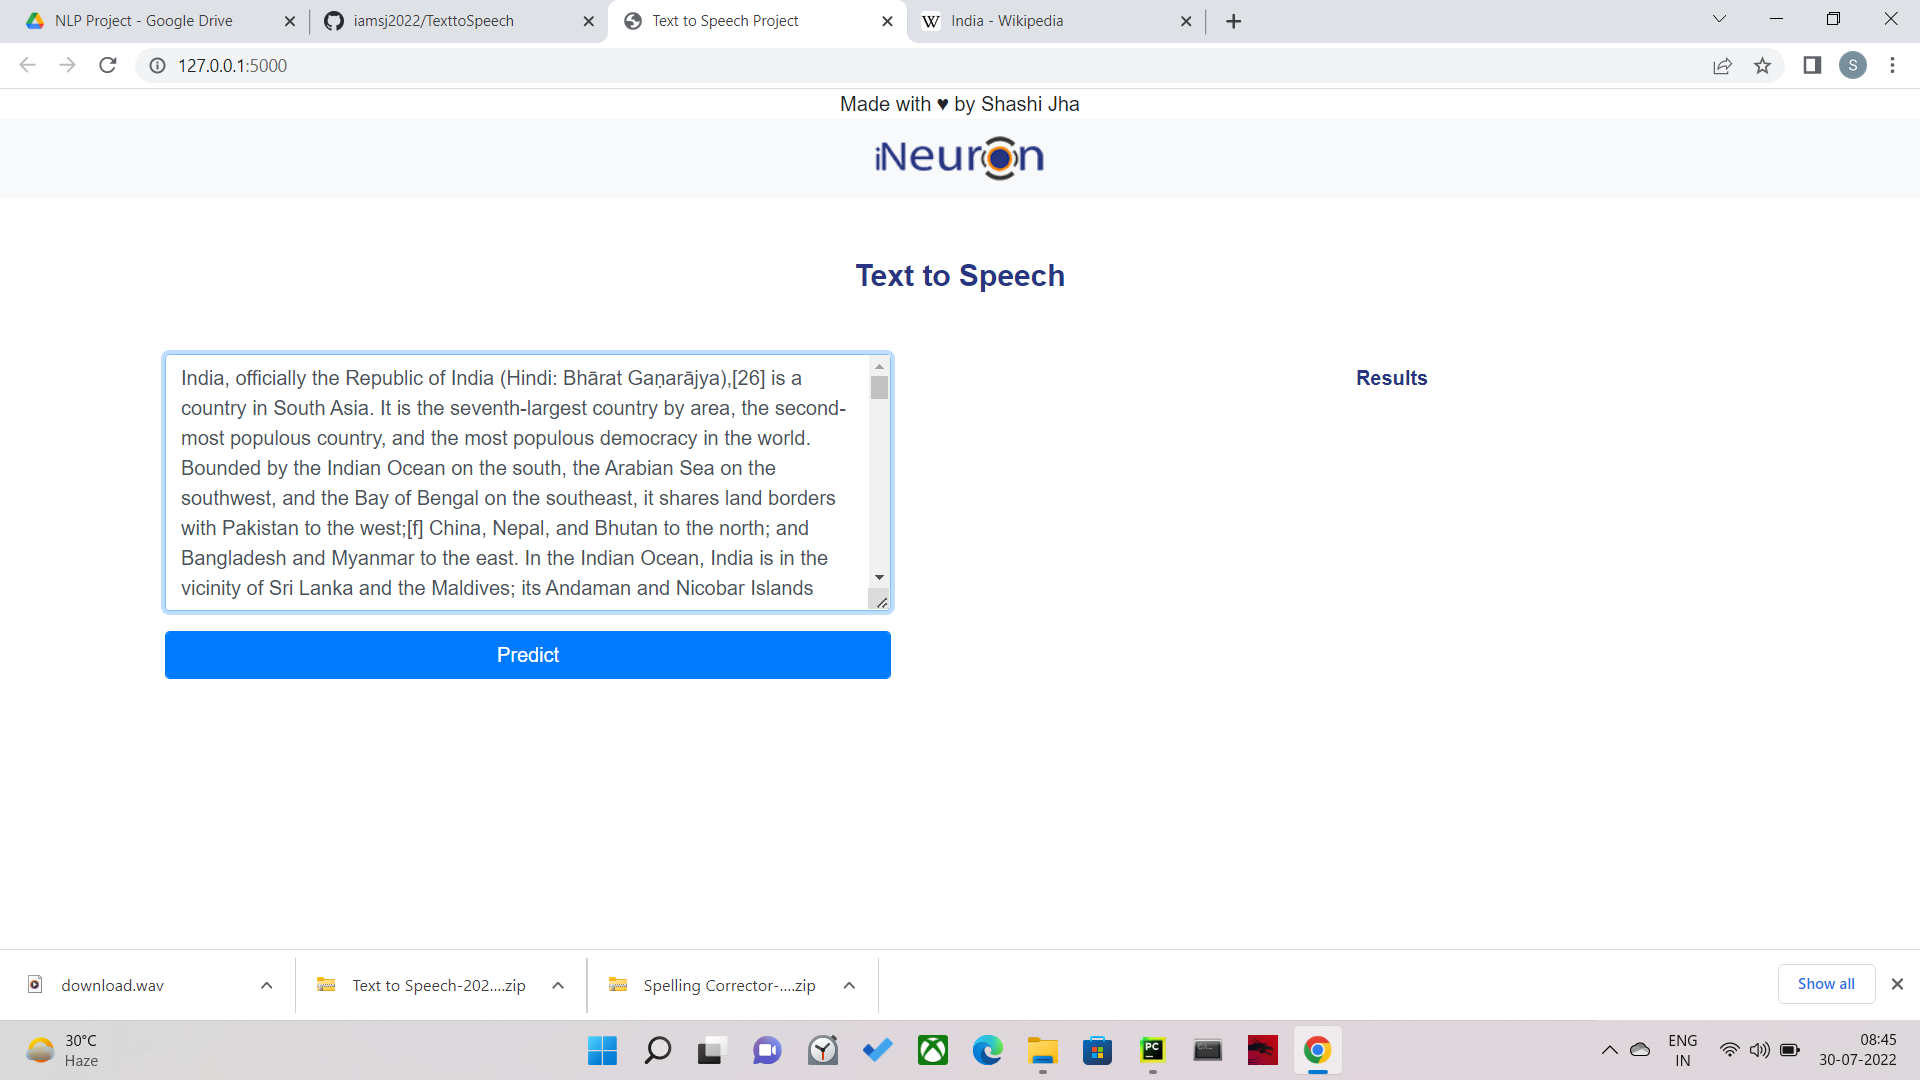 NLP Project - Google Drive
iamsj2022/TexttoSpeech
Text to Speech Project
W India - Wikipedia
127.0.0.1:5000
S
Made with ♥ by Shashi Jha
iNeuron
Text to Speech
India, officially the Republic of India (Hindi: Bhārat Gaṇarājya),[26] is a
country in South Asia. It is the seventh-largest country by area, the second-
most populous country, and the most populous democracy in the world.
Bounded by the Indian Ocean on the south, the Arabian Sea on the
southwest, and the Bay of Bengal on the southeast, it shares land borders
with Pakistan to the west;[f] China, Nepal, and Bhutan to the north; and
Bangladesh and Myanmar to the east. In the Indian Ocean, India is in the
vicinity of Sri Lanka and the Maldives; its Andaman and Nicobar Islands
Results
Predict
download.wav
Text to Speech-202....zip
Spelling Corrector-....zip
Show all
30°C
Haze
PC
ENG
IN
08:45
30-07-2022